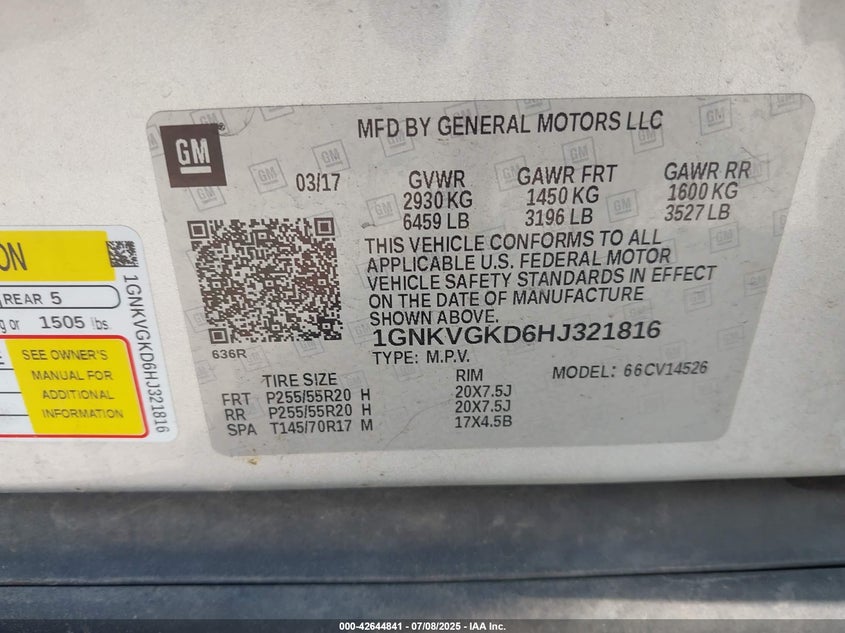 MFD BY GENERAL MOTORS LLC
GM
03/17
GVWR GAWR FRT GAWR RR
2930 KG 1450 KG 1600 KG
6459 LB 3196 LB 3527 LB
THIS VEHICLE CONFORMS TO ALL
APPLICABLE U.S. FEDERAL MOTOR
VEHICLE SAFETY STANDARDS IN EFFECT
ON THE DATE OF MANUFACTURE
SHOWN ABOVE.
1GNKVGKD6HJ321816
636R
TYPE: M.P.V.
MODEL: 66CV14526
TIRE SIZE RIM
FRT P255/55R20 H 20X7.5J
RR P255/55R20 H 20X7.5J
SPA T145/70R17 M 17X4.5B
REAR 5
or 1505 lbs.
SEE OWNER'S
MANUAL FOR
ADDITIONAL
INFORMATION
1GNKVGKD6HJ321816
000-42644841 - 07/08/2025 - IAA Inc.